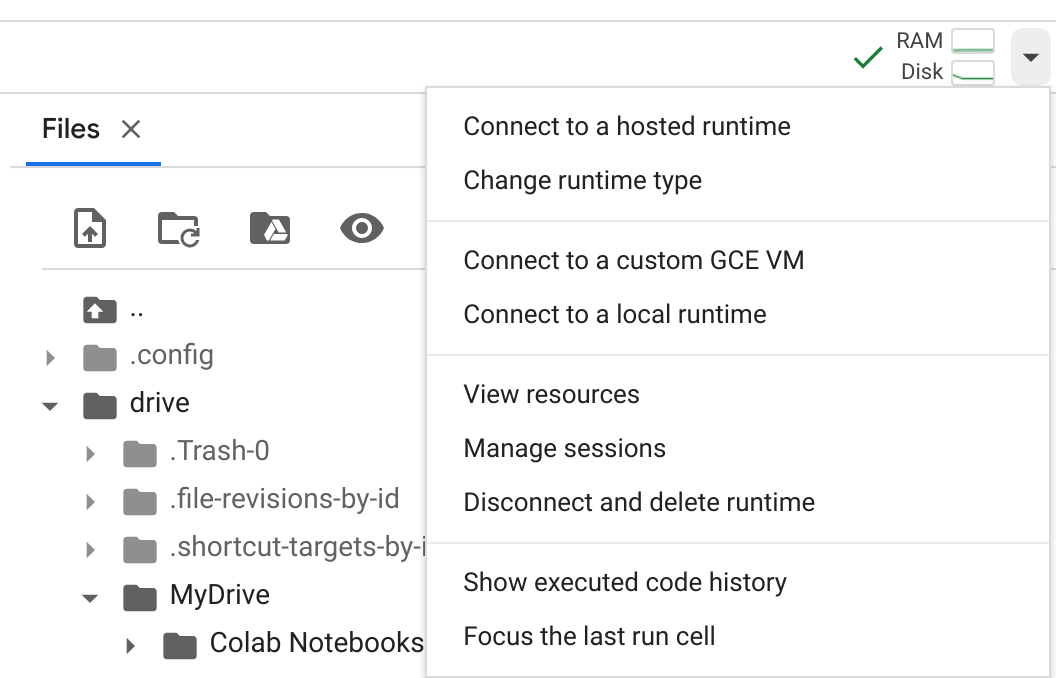 RAM
Disk
Files
Connect to a hosted runtime
Change runtime type
Connect to a custom GCE VM
Connect to a local runtime
View resources
Manage sessions
Disconnect and delete runtime
Show executed code history
Focus the last run cell
..
.config
drive
.Trash-0
.file-revisions-by-id
.shortcut-targets-by-i
MyDrive
Colab Notebooks